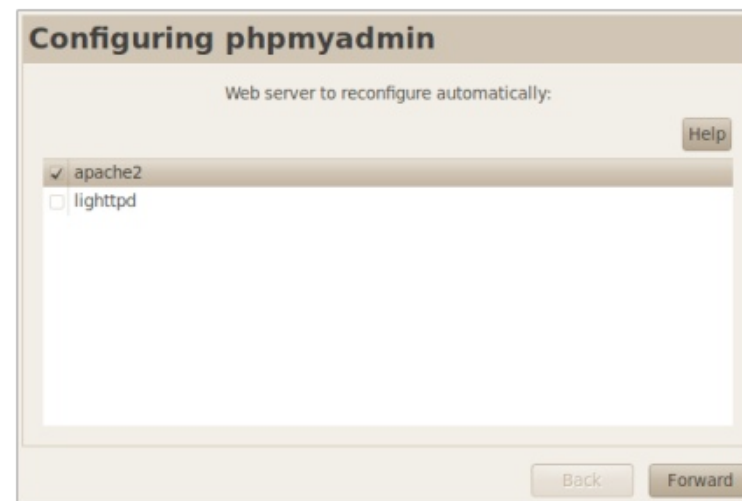 Configuring phpmyadmin
Web server to reconfigure automatically:
Help
apache2
lighttpd
Back
Forward